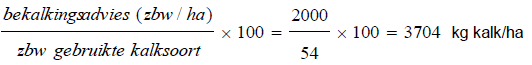 bekalkingsadvies (zbw / ha) / zbw gebruikte kalksoort × 100 = 2000 / 54 × 100 = 3704 kg kalk/ha